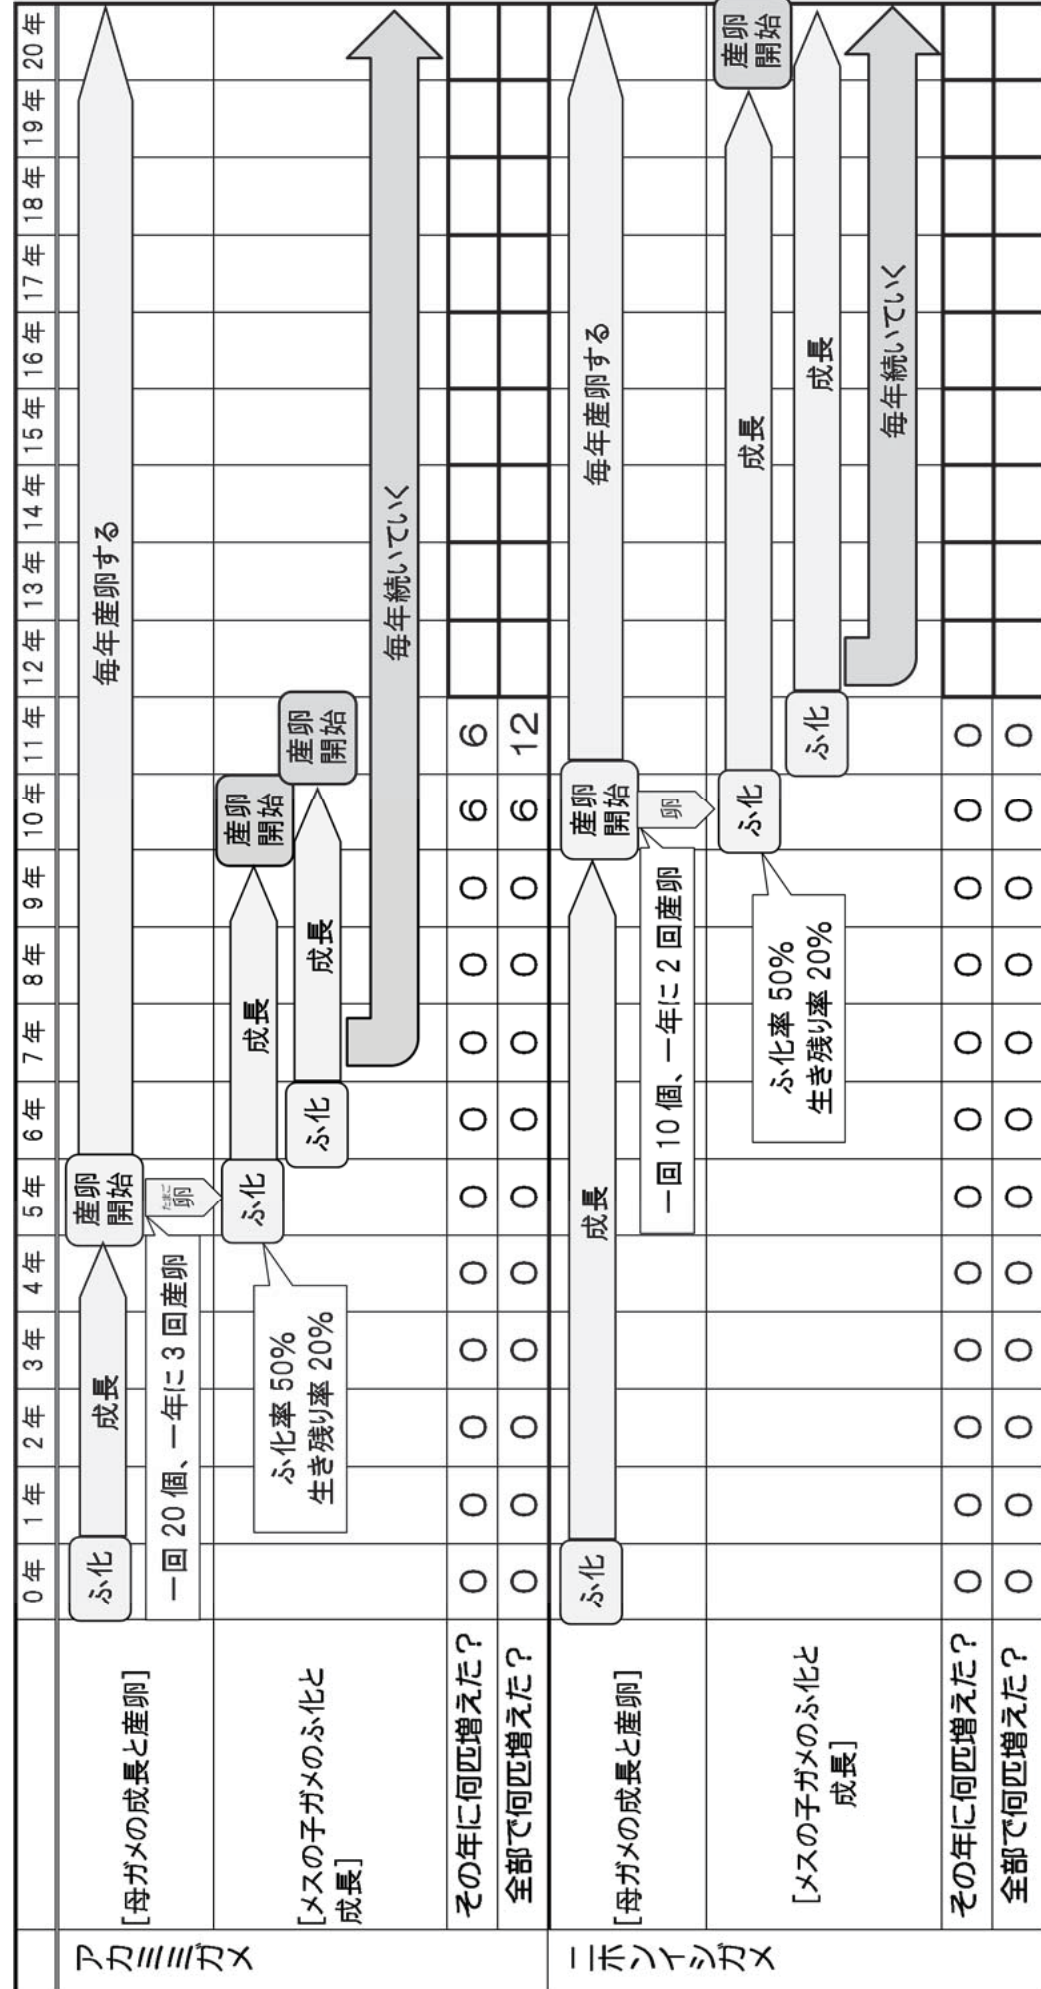 0年 1年 2年 3年 4年 5年 6年 7年 8年 9年 10年 11年 12年 13年 14年 15年 16年 17年 18年 19年 20年
アカミミガメ
[母ガメの成長と産卵]
ふ化
成長
産卵
開始
毎年産卵する
一回 20 個、一年に 3 回産卵
たまご
卵
[メスの子ガメのふ化と
成長]
ふ化率 50%
生き残り率 20%
ふ化
成長
産卵
開始
ふ化
成長
産卵
開始
毎年続いていく
その年に何匹増えた? 0 0 0 0 0 0 0 0 0 0 6 6
全部で何匹増えた? 0 0 0 0 0 0 0 0 0 0 6 12
ニホンイシガメ
[母ガメの成長と産卵]
ふ化
成長
産卵
開始
毎年産卵する
一回 10 個、一年に 2 回産卵
卵
[メスの子ガメのふ化と
成長]
ふ化率 50%
生き残り率 20%
ふ化
成長
産卵
開始
ふ化
成長
毎年続いていく
その年に何匹増えた? 0 0 0 0 0 0 0 0 0 0 0 0
全部で何匹増えた? 0 0 0 0 0 0 0 0 0 0 0 0